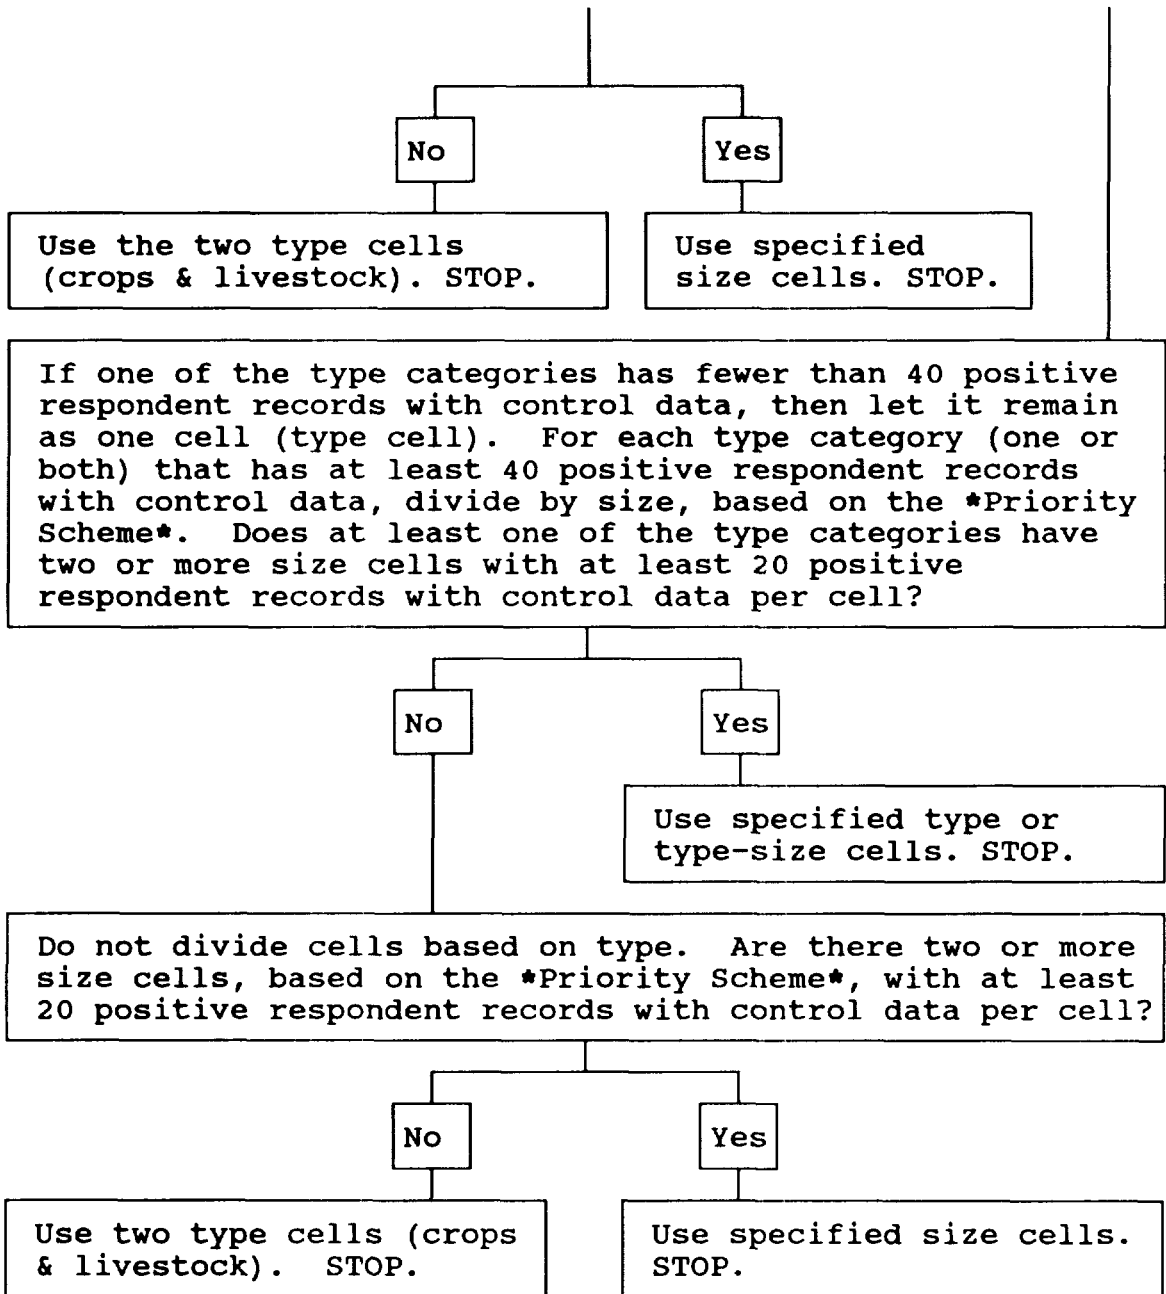 No
Yes
Use the two type cells
(crops & livestock). STOP.
Use specified
size cells. STOP.
If one of the type categories has fewer than 40 positive
respondent records with control data, then let it remain
as one cell (type cell). For each type category (one or
both) that has at least 40 positive respondent records
with control data, divide by size, based on the *Priority
Scheme*. Does at least one of the type categories have
two or more size cells with at least 20 positive
respondent records with control data per cell?
No
Yes
Use specified type or
type-size cells. STOP.
Do not divide cells based on type. Are there two or more
size cells, based on the *Priority Scheme*, with at least
20 positive respondent records with control data per cell?
No
Yes
Use two type cells (crops
& livestock). STOP.
Use specified size cells.
STOP.